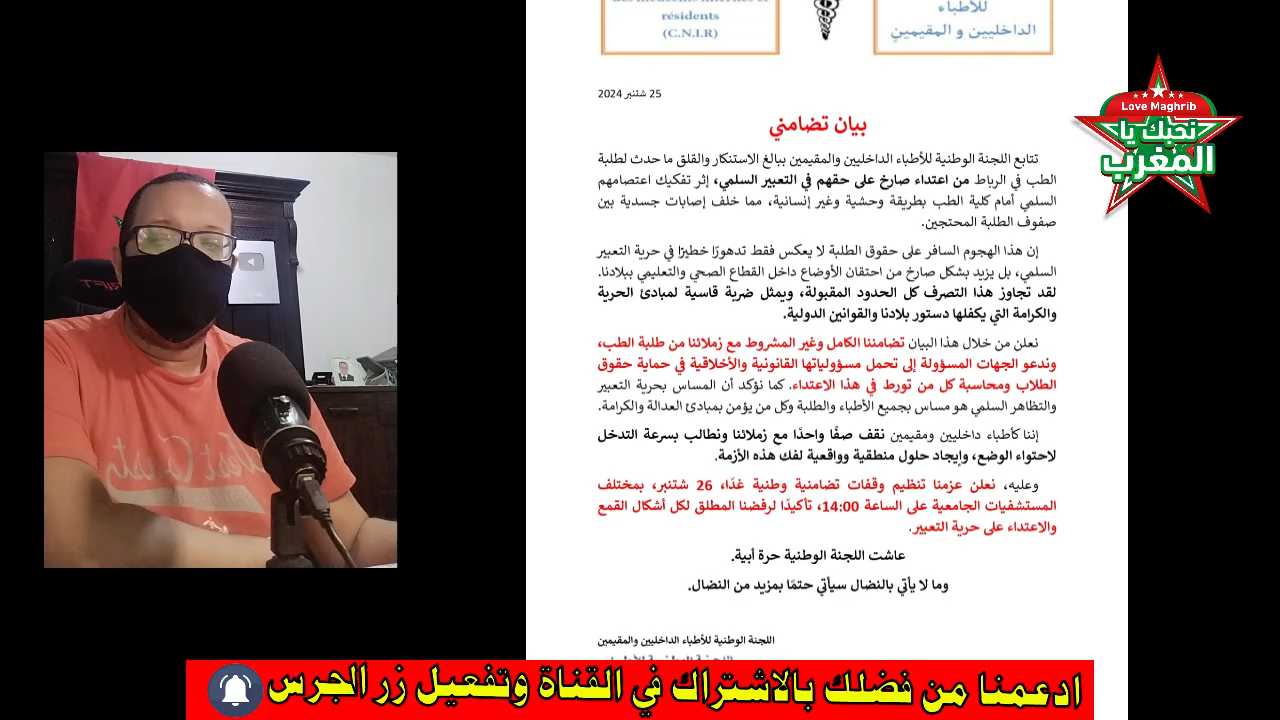 des médecins internes et
résidents
(C.N.I.R)
للأطباء
الداخليين و المقيمين
25 شتنبر 2024
بيان تضامني
تتابع اللجنة الوطنية للأطباء الداخليين والمقيمين ببالغ الاستنكار والقلق ما حدث لطلبة
الطب في الرباط من اعتداء صارخ على حقهم في التعبير السلمي، إثر تفكيك اعتصامهم
السلمي أمام كلية الطب بطريقة وحشية وغير إنسانية، مما خلف إصابات جسدية بين
صفوف الطلبة المحتجين.
إن هذا الهجوم السافر على حقوق الطلبة لا يعكس فقط تدهورًا خطيرًا في حرية التعبير
السلمي، بل يزيد بشكل صارخ من احتقان الأوضاع داخل القطاع الصحي والتعليمي ببلادنا.
لقد تجاوز هذا التصرف كل الحدود المقبولة، ويمثل ضربة قاسية لمبادئ الحرية
والكرامة التي يكفلها دستور بلادنا والقوانين الدولية.
نعلن من خلال هذا البيان تضامننا الكامل وغير المشروط مع زملائنا من طلبة الطب،
وندعو الجهات المسؤولة إلى تحمل مسؤولياتها القانونية والأخلاقية في حماية حقوق
الطلاب ومحاسبة كل من تورط في هذا الاعتداء. كما نؤكد أن المساس بحرية التعبير
والتظاهر السلمي هو مساس بجميع الأطباء والطلبة وكل من يؤمن بمبادئ العدالة والكرامة.
إننا كأطباء داخليين ومقيمين نقف صفًا واحدًا مع زملائنا ونطالب بسرعة التدخل
لاحتواء الوضع، وإيجاد حلول منطقية وواقعية لفك هذه الأزمة.
وعليه، نعلن عزمنا تنظيم وقفات تضامنية وطنية غدًا، 26 شتنبر، بمختلف
المستشفيات الجامعية على الساعة 14:00، تأكيدًا لرفضنا المطلق لكل أشكال القمع
والاعتداء على حرية التعبير.
عاشت اللجنة الوطنية حرة أبية.
وما لا يأتي بالنضال سيأتي حتمًا بمزيد من النضال.
اللجنة الوطنية للأطباء الداخليين والمقيمين
Love Maghrib
نحبك يا
المغرب
West Coast
ادعمنا من فضلك بالاشتراك في القناة وتفعيل زر الجرس